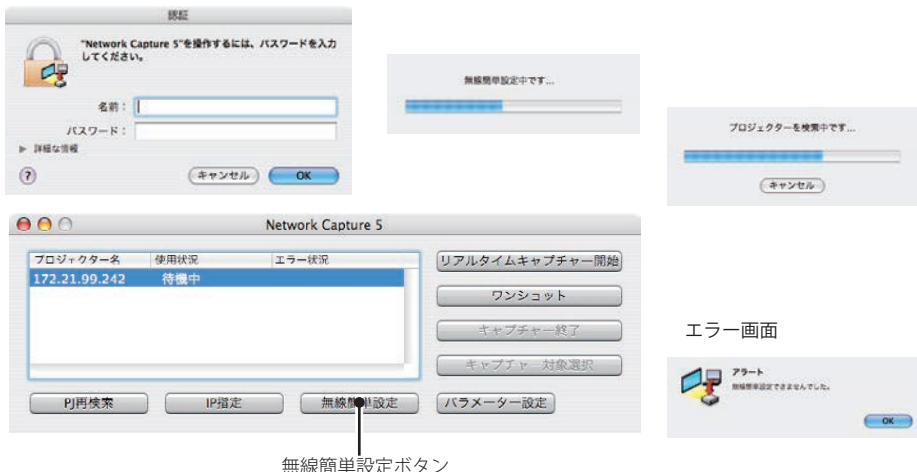 認証
"Network Capture 5"を操作するには、パスワードを入力
してください。
名前：
パスワード：
詳細な情報
?
キャンセル
OK
無線簡単設定中です...
プロジェクターを検索中です...
キャンセル
Network Capture 5
プロジェクター名 使用状況 エラー状況
172.21.99.242 待機中
リアルタイムキャプチャー開始
ワンショット
キャプチャー終了
キャプチャー 対象選択
PJ再検索
IP指定
無線簡単設定
パラメーター設定
無線簡単設定ボタン
エラー画面
アラート
無線簡単設定できませんでした。
OK